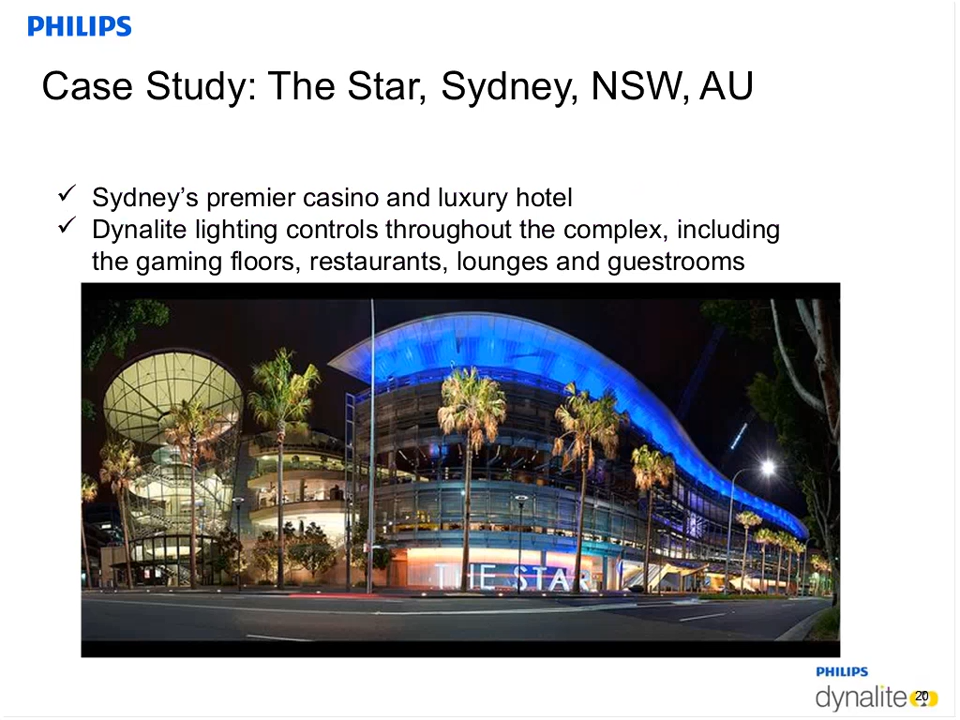 PHILIPS
Case Study: The Star, Sydney, NSW, AU
✓ Sydney’s premier casino and luxury hotel
✓ Dynalite lighting controls throughout the complex, including
the gaming floors, restaurants, lounges and guestrooms
THE STAR
PHILIPS
dynalite
20